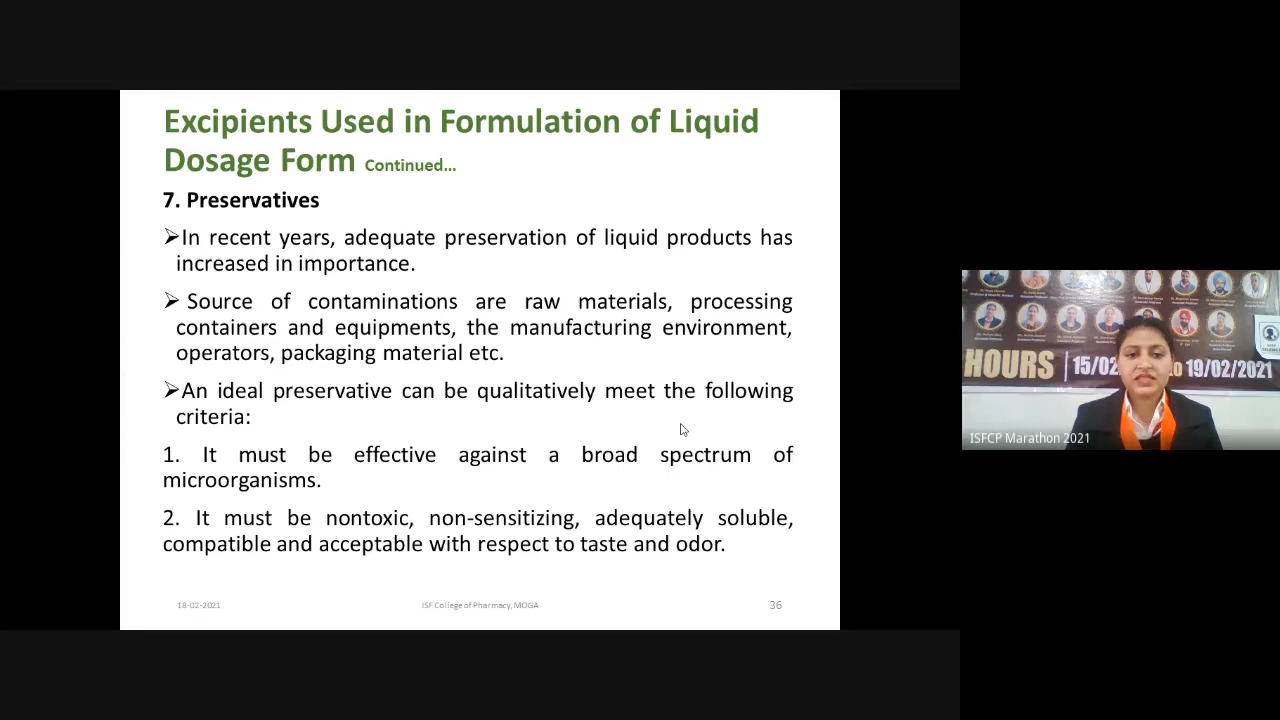 Excipients Used in Formulation of Liquid
Dosage Form Continued...
7. Preservatives
➢In recent years, adequate preservation of liquid products has
increased in importance.
➢ Source of contaminations are raw materials, processing
containers and equipments, the manufacturing environment,
operators, packaging material etc.
➢An ideal preservative can be qualitatively meet the following
criteria:
1. It must be effective against a broad spectrum of
microorganisms.
2. It must be nontoxic, non-sensitizing, adequately soluble,
compatible and acceptable with respect to taste and odor.
18-02-2021 ISF College of Pharmacy, MOGA 36
HOURS 15/02 to 19/02/2021
ISFCP Marathon 2021